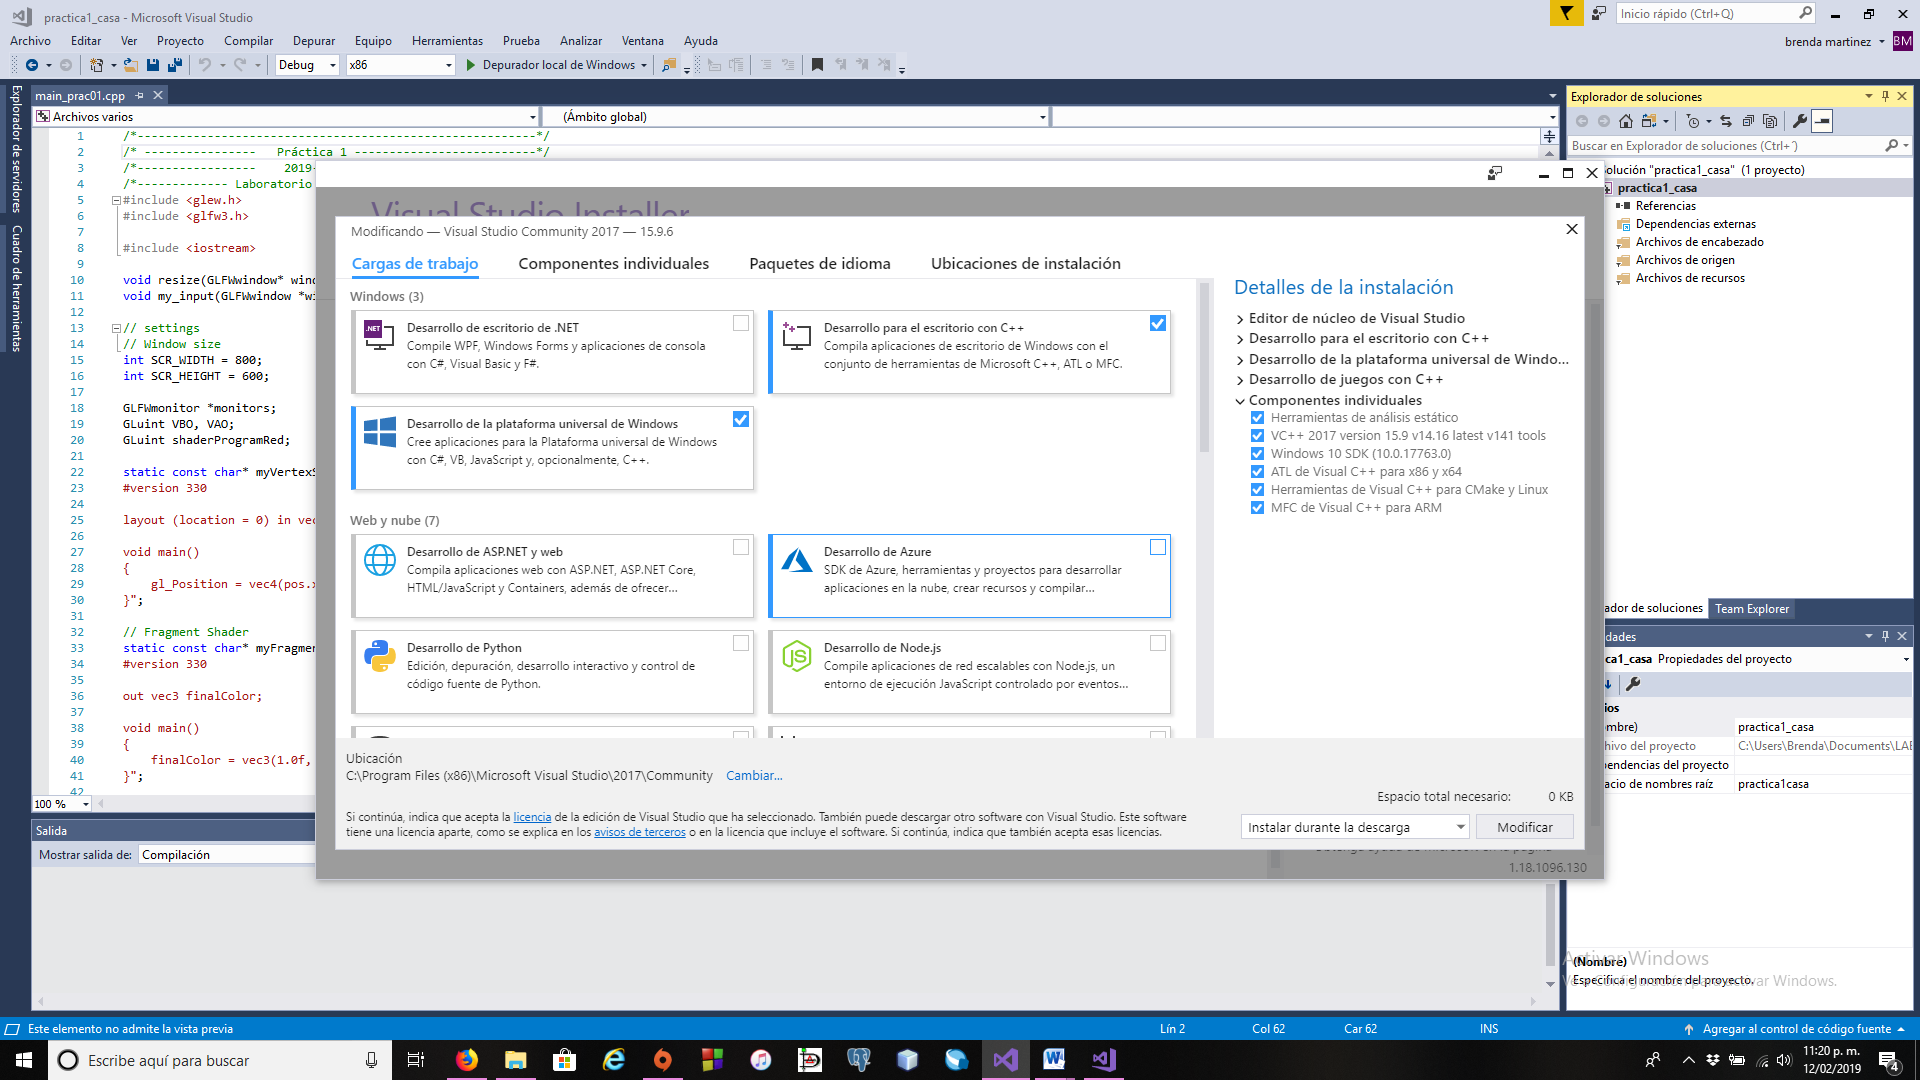 practica1_casa - Microsoft Visual Studio
Inicio rápido (Ctrl+Q)
Archivo Editar Ver Proyecto Compilar Depurar Equipo Herramientas Prueba Analizar Ventana Ayuda
brenda martinez BM
Debug x86 Depurador local de Windows
Explorador de servidores
Cuadro de herramientas
main_prac01.cpp
Archivos varios (Ámbito global)
1 /*---------------------------------------------------------*/
2 /* ---------------- Práctica 1 --------------------------*/
3 /*----------------- 2019-
4 /*------------- Laboratorio
5 #include <glew.h>
6 #include <glfw3.h>
7
8 #include <iostream>
9
10 void resize(GLFWwindow* wind
11 void my_input(GLFWwindow *wi
12
13 // settings
14 // Window size
15 int SCR_WIDTH = 800;
16 int SCR_HEIGHT = 600;
17
18 GLFWmonitor *monitors;
19 GLuint VBO, VAO;
20 GLuint shaderProgramRed;
21
22 static const char* myVertexS
23 #version 330
24
25 layout (location = 0) in vec
26
27 void main()
28 {
29 gl_Position = vec4(pos.x
30 }";
31
32 // Fragment Shader
33 static const char* myFragmen
34 #version 330
35
36 out vec3 finalColor;
37
38 void main()
39 {
40 finalColor = vec3(1.0f,
41 }";
42
100 %
Salida
Mostrar salida de: Compilación
Visual Studio Installer
Modificando — Visual Studio Community 2017 — 15.9.6
Cargas de trabajo Componentes individuales Paquetes de idioma Ubicaciones de instalación
Windows (3)
Desarrollo de escritorio de .NET
Compile WPF, Windows Forms y aplicaciones de consola
con C#, Visual Basic y F#.
Desarrollo para el escritorio con C++
Compila aplicaciones de escritorio de Windows con el
conjunto de herramientas de Microsoft C++, ATL o MFC.
Desarrollo de la plataforma universal de Windows
Cree aplicaciones para la Plataforma universal de Windows
con C#, VB, JavaScript y, opcionalmente, C++.
Web y nube (7)
Desarrollo de ASP.NET y web
Compila aplicaciones web con ASP.NET, ASP.NET Core,
HTML/JavaScript y Containers, además de ofrecer...
Desarrollo de Azure
SDK de Azure, herramientas y proyectos para desarrollar
aplicaciones en la nube, crear recursos y compilar...
Desarrollo de Python
Edición, depuración, desarrollo interactivo y control de
código fuente de Python.
Desarrollo de Node.js
Compile aplicaciones de red escalables con Node.js, un
entorno de ejecución JavaScript controlado por eventos...
Detalles de la instalación
Editor de núcleo de Visual Studio
Desarrollo para el escritorio con C++
Desarrollo de la plataforma universal de Windo...
Desarrollo de juegos con C++
Componentes individuales
Herramientas de análisis estático
VC++ 2017 version 15.9 v14.16 latest v141 tools
Windows 10 SDK (10.0.17763.0)
ATL de Visual C++ para x86 y x64
Herramientas de Visual C++ para CMake y Linux
MFC de Visual C++ para ARM
Ubicación
C:\Program Files (x86)\Microsoft Visual Studio\2017\Community Cambiar...
Espacio total necesario: 0 KB
Si continúa, indica que acepta la licencia de la edición de Visual Studio que ha seleccionado. También puede descargar otro software con Visual Studio. Este software
tiene una licencia aparte, como se explica en los avisos de terceros o en la licencia que incluye el software. Si continúa, indica que también acepta esas licencias.
Instalar durante la descarga Modificar
1.18.1096.130
Explorador de soluciones
Buscar en Explorador de soluciones (Ctrl+´)
olución "practica1_casa" (1 proyecto)
practica1_casa
Referencias
Dependencias externas
Archivos de encabezado
Archivos de origen
Archivos de recursos
ador de soluciones Team Explorer
dades
ca1_casa Propiedades del proyecto
ios
mbre) practica1_casa
hivo del proyecto C:\Users\Brenda\Documents\LAB
pendencias del proyecto
acio de nombres raíz practica1casa
(Nombre)
Especifica el nombre del proyecto.
Activar Windows
Este elemento no admite la vista previa
Lín 2 Col 62 Car 62 INS Agregar al control de código fuente
Escribe aquí para buscar
11:20 p. m.
12/02/2019
4